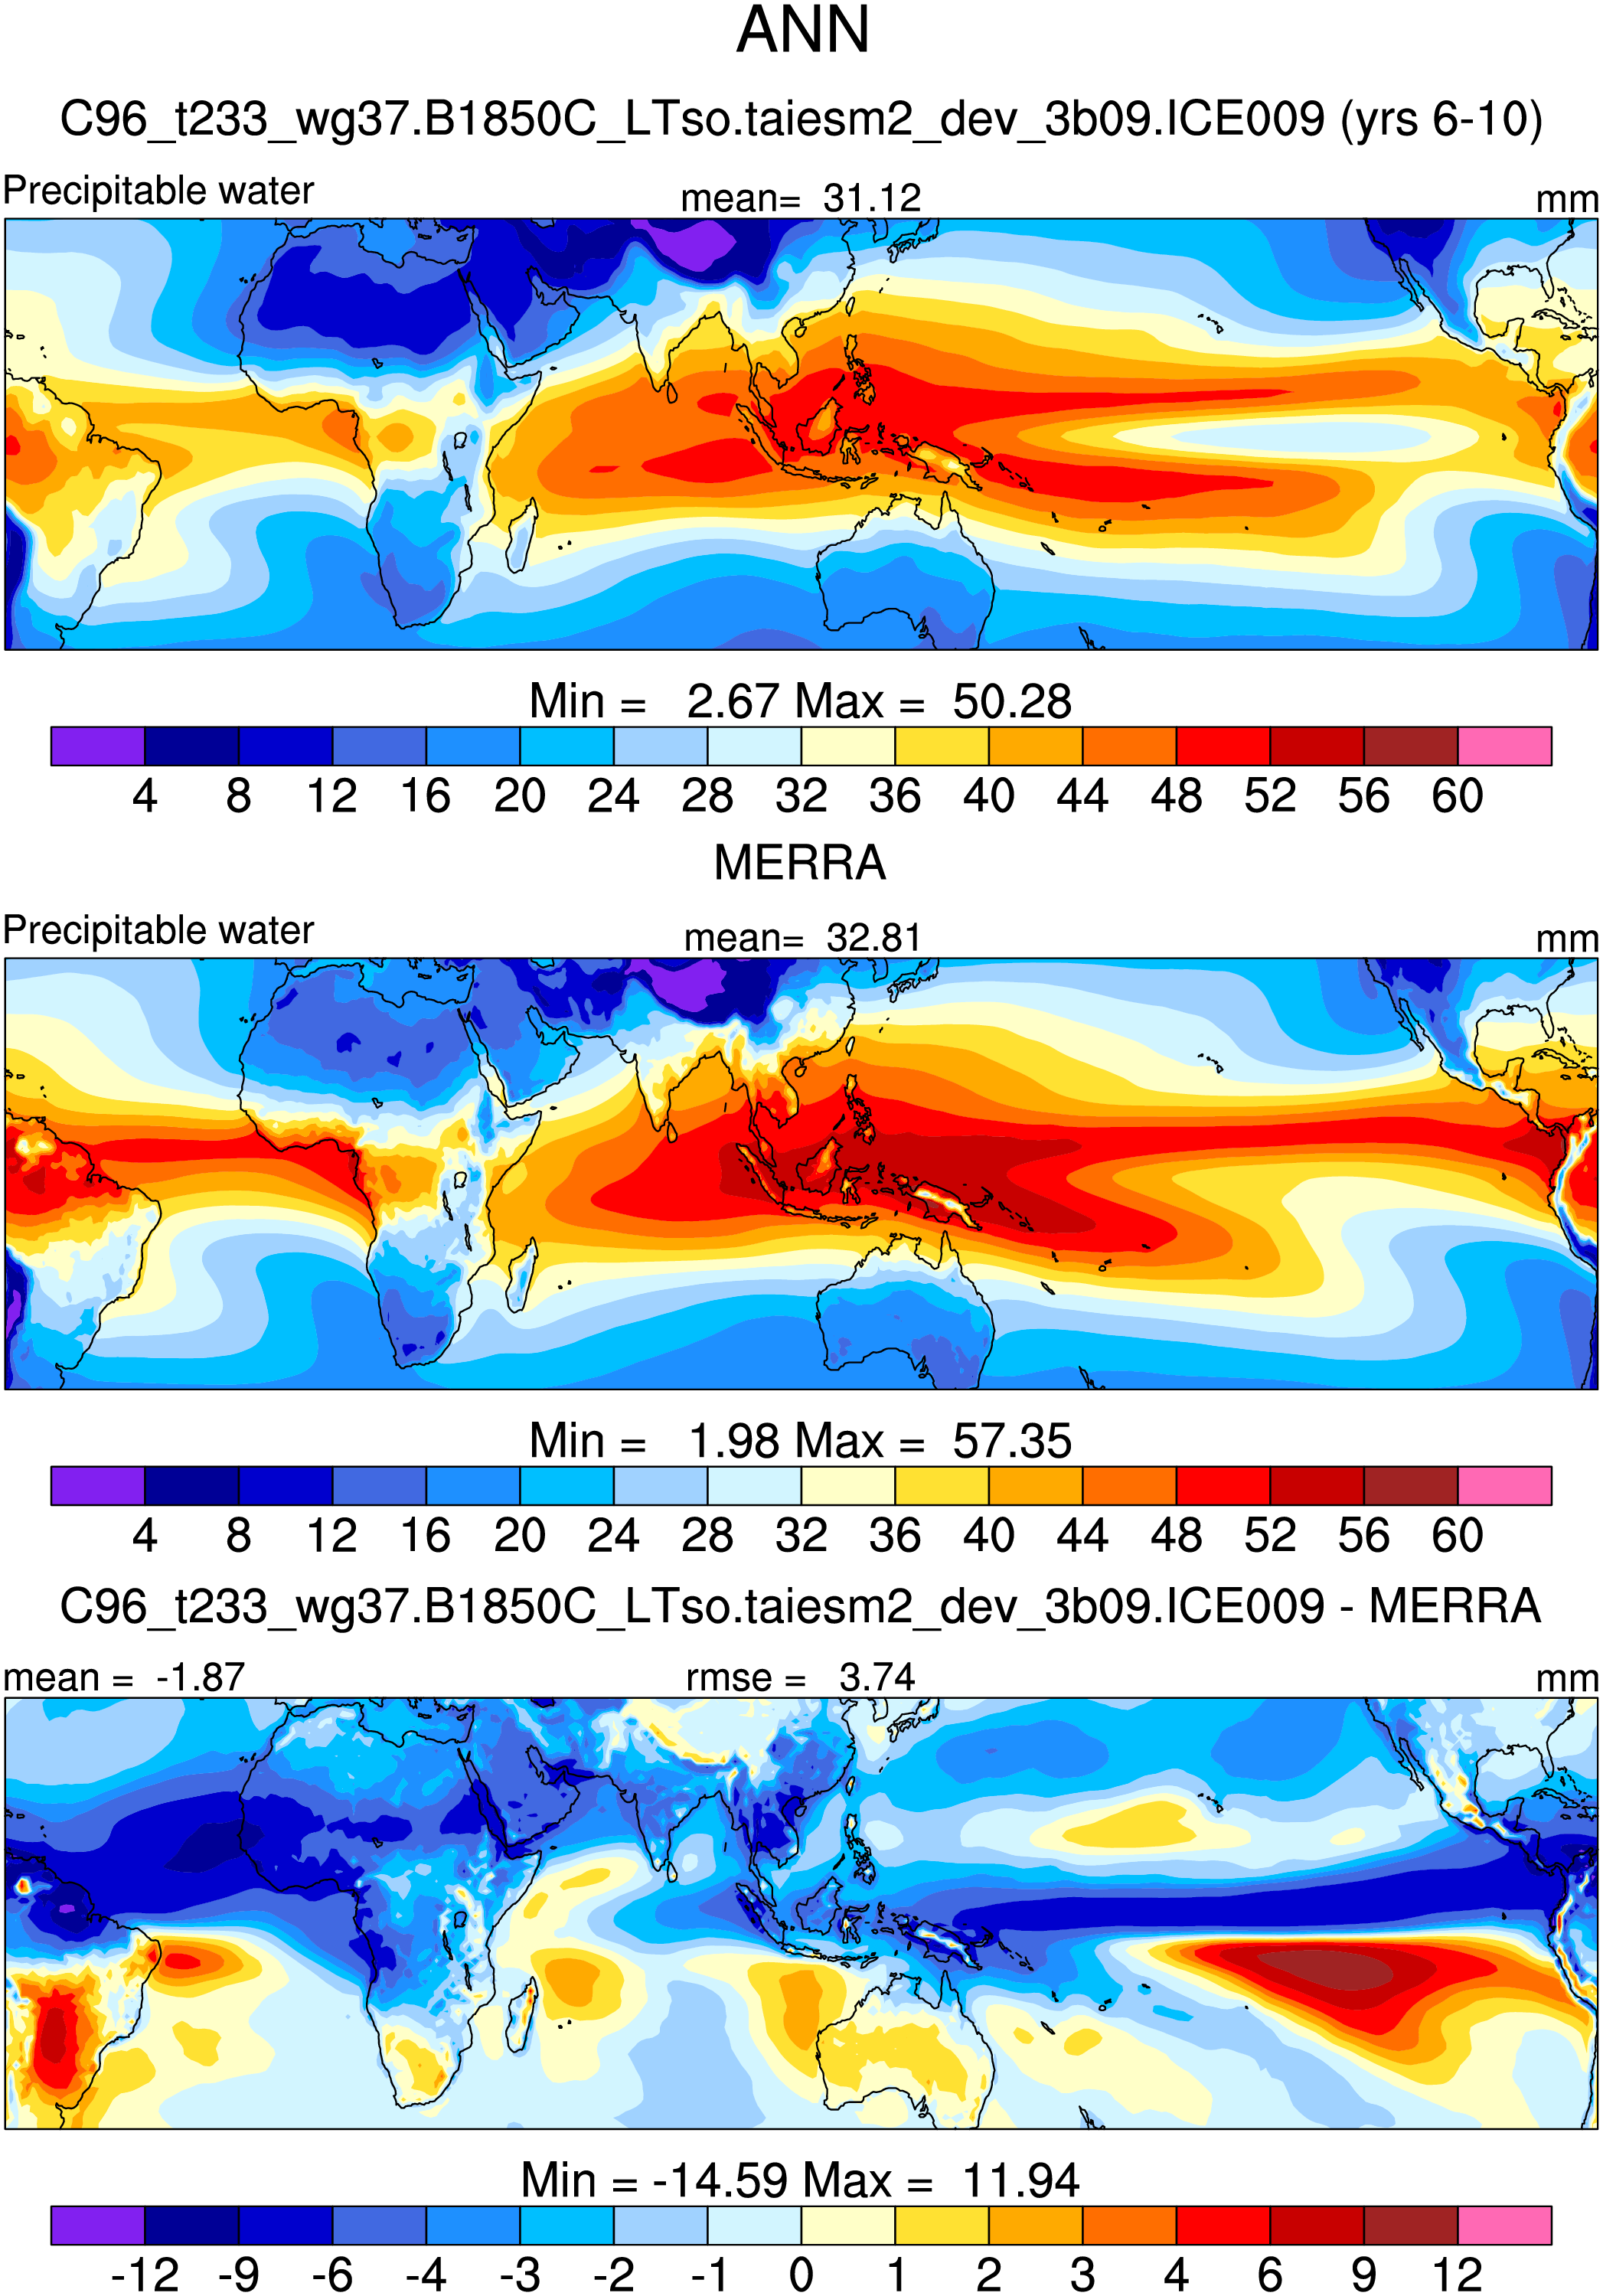 ANN
C96_t233_wg37.B1850C_LTso.taiesm2_dev_3b09.ICE009 (yrs 6-10)
Precipitable water mean= 31.12 mm
Min = 2.67 Max = 50.28
4 8 12 16 20 24 28 32 36 40 44 48 52 56 60
MERRA
Precipitable water mean= 32.81 mm
Min = 1.98 Max = 57.35
4 8 12 16 20 24 28 32 36 40 44 48 52 56 60
C96_t233_wg37.B1850C_LTso.taiesm2_dev_3b09.ICE009 - MERRA
mean = -1.87 rmse = 3.74 mm
Min = -14.59 Max = 11.94
-12 -9 -6 -4 -3 -2 -1 0 1 2 3 4 6 9 12